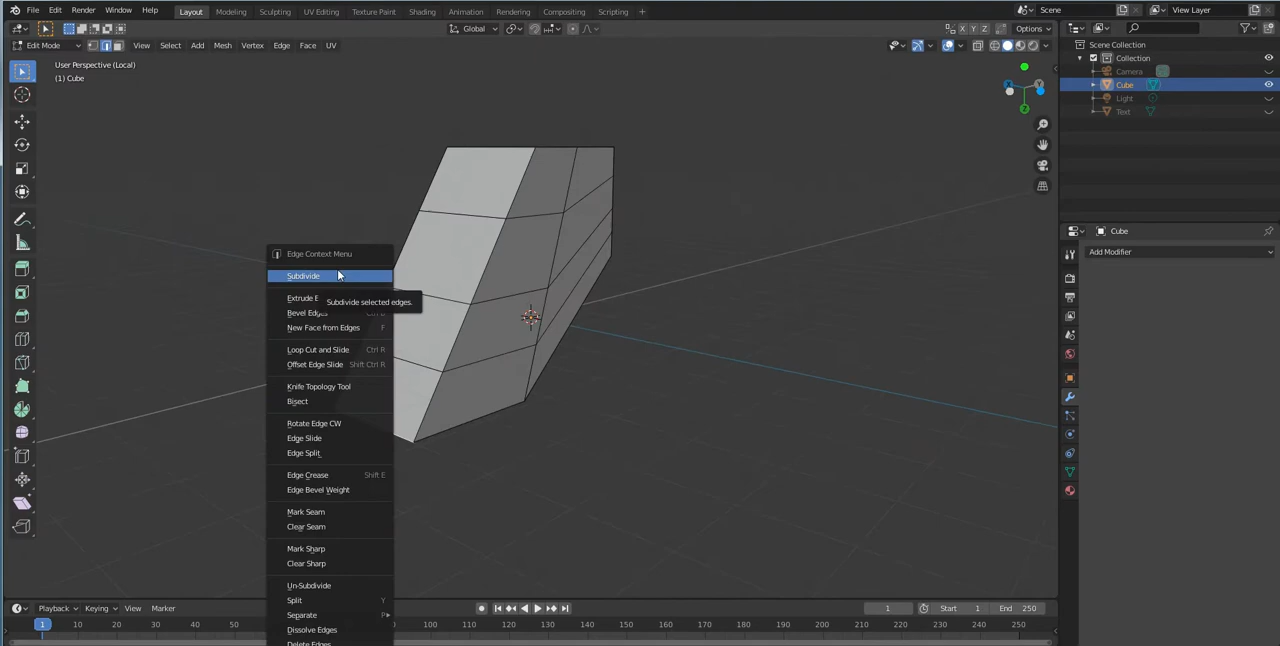 File Edit Render Window Help Layout Modeling Sculpting UV Editing Texture Paint Shading Animation Rendering Compositing Scripting + Scene View Layer
Global Options
Edit Mode View Select Add Mesh Vertex Edge Face UV X Y Z
User Perspective (Local)
(1) Cube
Scene Collection
Collection
Camera
Cube
Light
Text
Cube
Add Modifier
Edge Context Menu
Subdivide
Extrude E
Subdivide selected edges.
Bevel Edges Ctrl B
New Face from Edges F
Loop Cut and Slide Ctrl R
Offset Edge Slide Shift Ctrl R
Knife Topology Tool
Bisect
Rotate Edge CW
Edge Slide
Edge Split
Edge Crease Shift E
Edge Bevel Weight
Mark Seam
Clear Seam
Mark Sharp
Clear Sharp
Un-Subdivide
Split Y
Separate P
Dissolve Edges
Delete Edges
Playback Keying View Marker 1 Start 1 End 250
1 10 20 30 40 50 90 100 110 120 130 140 150 160 170 180 190 200 210 220 230 240 250